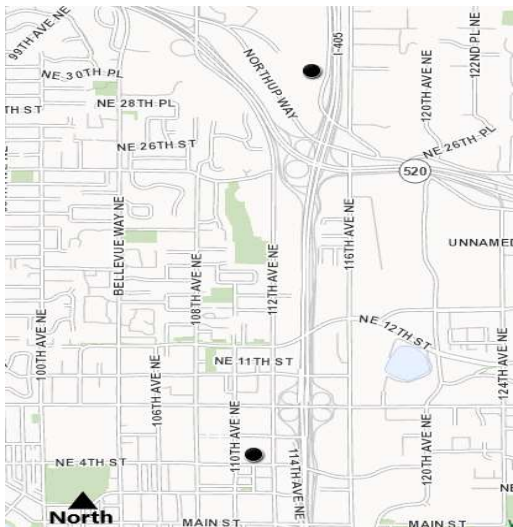 99TH AVE NE
NE 30TH PL
NORTHUP WAY
I-405
122ND PL NE
120TH AVE NE
TH ST
NE 28TH PL
NE 26TH ST
NE 26TH PL
520
BELLEVUE WAY NE
108TH AVE NE
112TH AVE NE
116TH AVE NE
UNNAMED
NE 12TH ST
100TH AVE NE
106TH AVE NE
NE 11TH ST
124TH AVE NE
110TH AVE NE
114TH AVE NE
120TH AVE NE
NE 4TH ST
NE
North
MAIN ST
MAIN ST